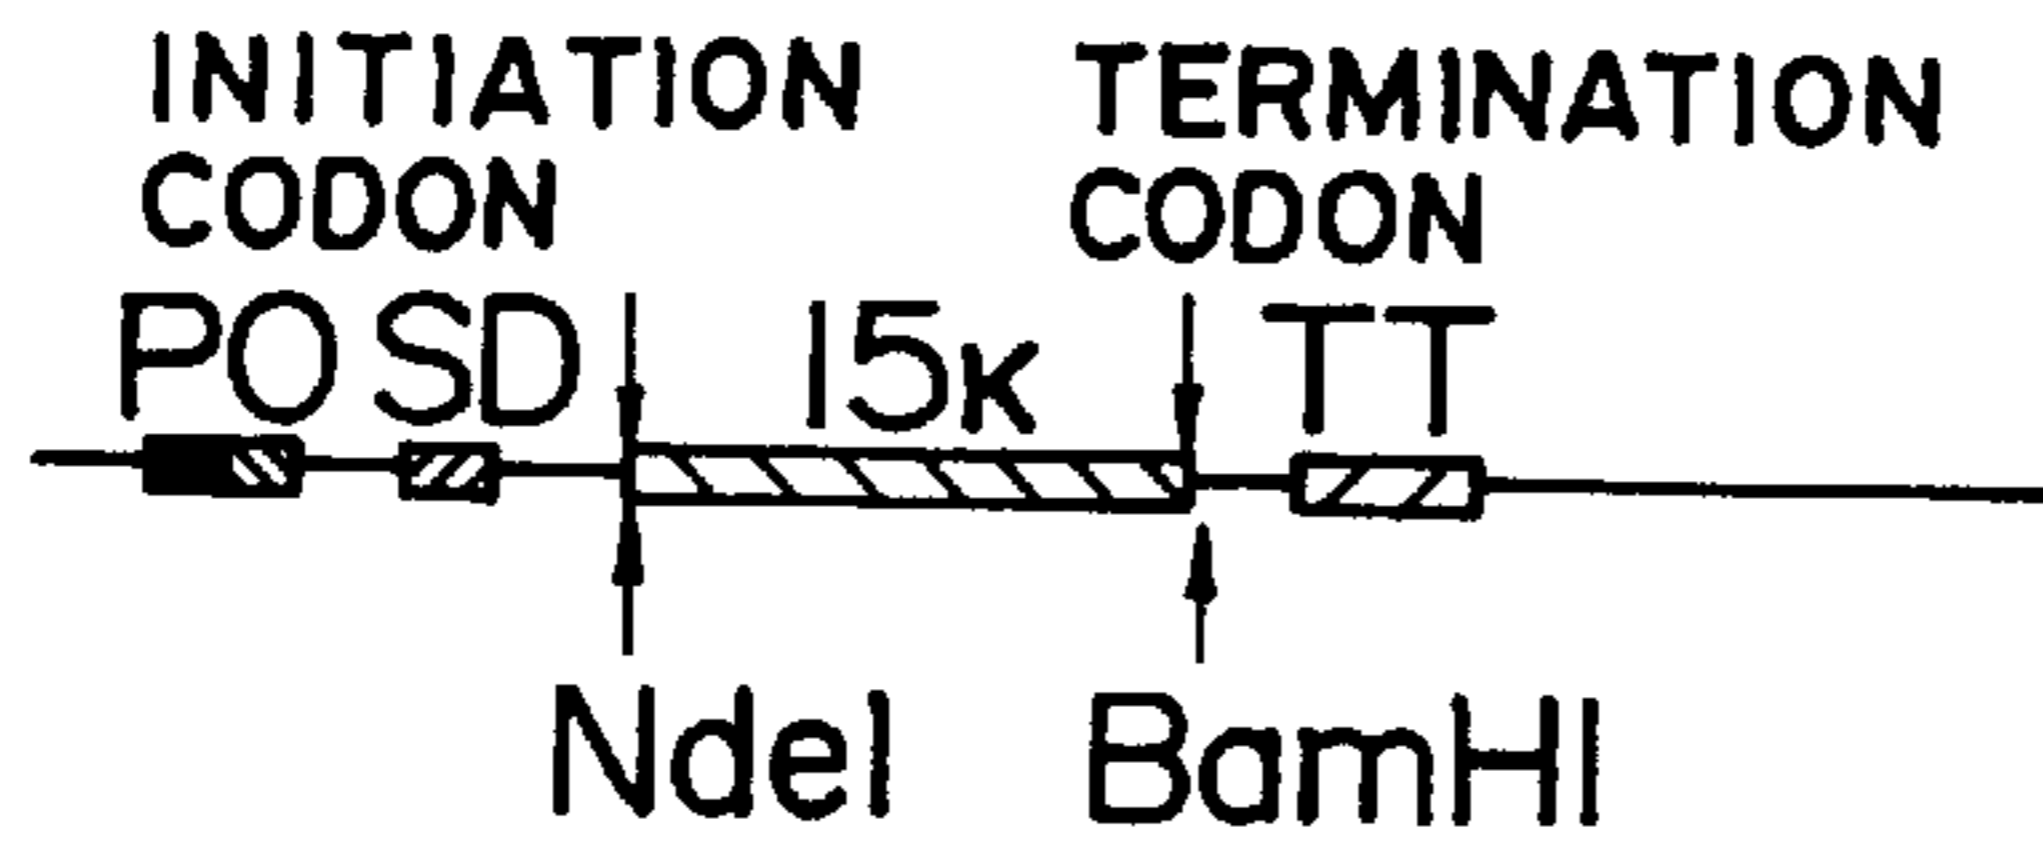 INITIATION CODON
TERMINATION CODON
PO SD 15K TT
NdeI BamHI